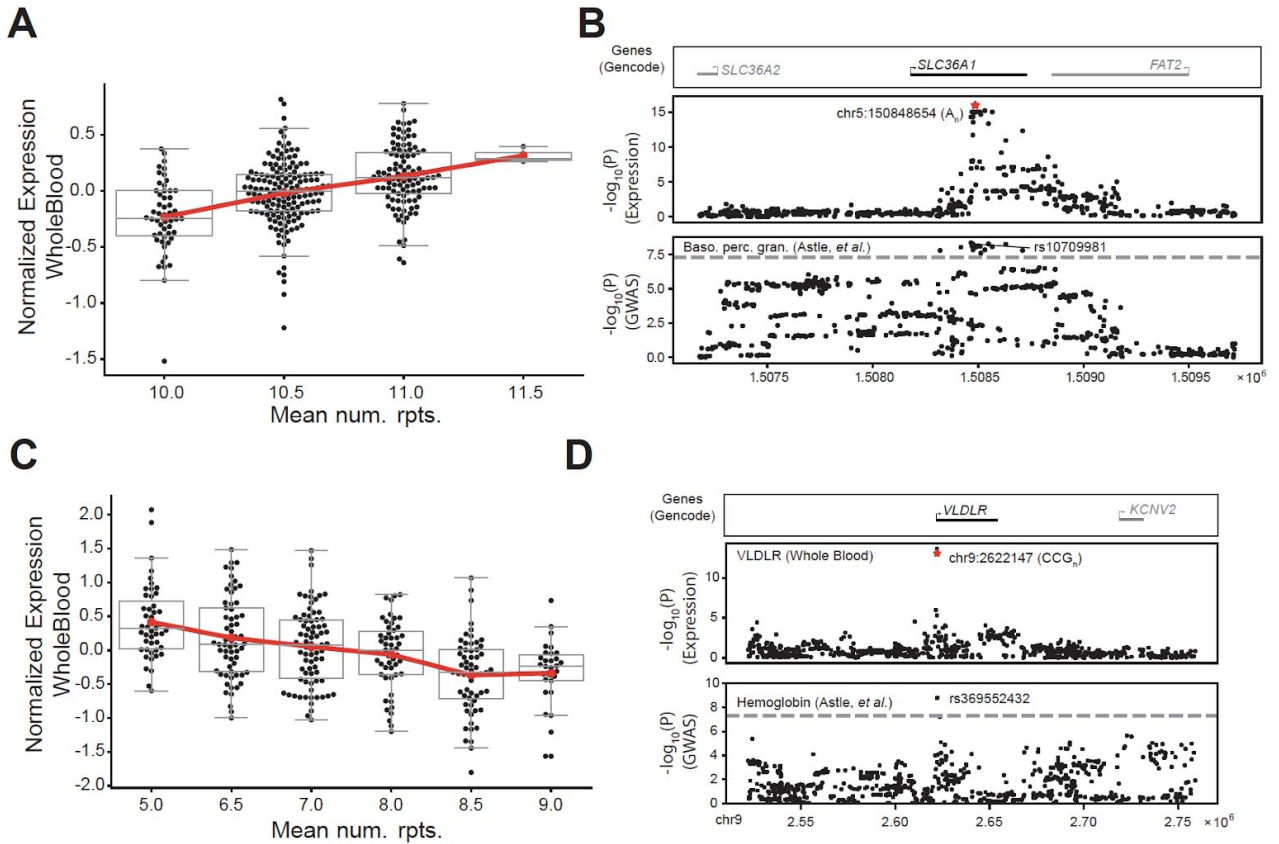 A
Normalized Expression
WholeBlood
0.5
0.0
-0.5
-1.0
-1.5
10.0 10.5 11.0 11.5
Mean num. rpts.
B
Genes
(Gencode)
SLC36A2 SLC36A1 FAT2
-log10(P)
(Expression)
15
10
5
0
chr5:150848654 (An)
-log10(P)
(GWAS)
7.5
5.0
2.5
0.0
Baso. perc. gran. (Astle, et al.)
rs10709981
1.5075 1.5080 1.5085 1.5090 1.5095 ×10⁶
C
Normalized Expression
WholeBlood
2.0
1.5
1.0
0.5
0.0
-0.5
-1.0
-1.5
-2.0
5.0 6.5 7.0 8.0 8.5 9.0
Mean num. rpts.
D
Genes
(Gencode)
VLDLR KCNV2
-log10(P)
(Expression)
10
5
0
VLDLR (Whole Blood)
chr9:2622147 (CCGn)
-log10(P)
(GWAS)
10
8
6
4
2
0
Hemoglobin (Astle, et al.)
rs369552432
chr9 2.55 2.60 2.65 2.70 2.75 ×10⁶